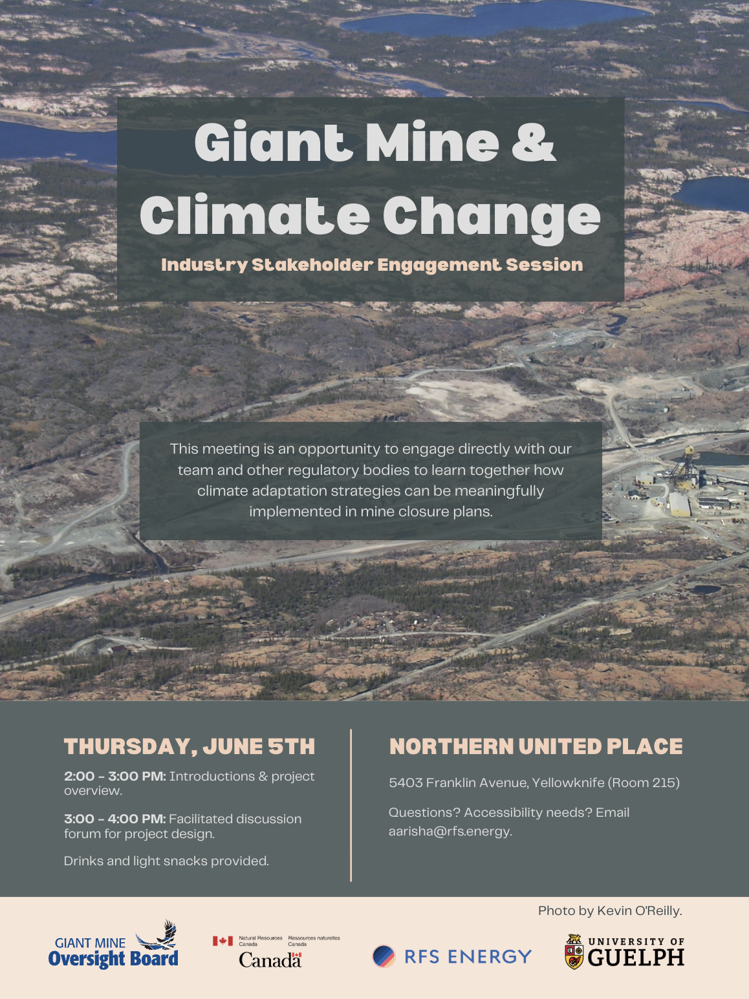 Giant Mine &
Climate Change
Industry Stakeholder Engagement Session
This meeting is an opportunity to engage directly with our
team and other regulatory bodies to learn together how
climate adaptation strategies can be meaningfully
implemented in mine closure plans.
THURSDAY, JUNE 5TH
2:00 - 3:00 PM: Introductions & project
overview.
3:00 - 4:00 PM: Facilitated discussion
forum for project design.
Drinks and light snacks provided.
NORTHERN UNITED PLACE
5403 Franklin Avenue, Yellowknife (Room 215)
Questions? Accessibility needs? Email
aarisha@rfs.energy.
Photo by Kevin O'Reilly.
GIANT MINE
Oversight Board
Natural Resources
Canada
Ressources naturelles
Canada
Canada
RFS ENERGY
UNIVERSITY OF
GUELPH